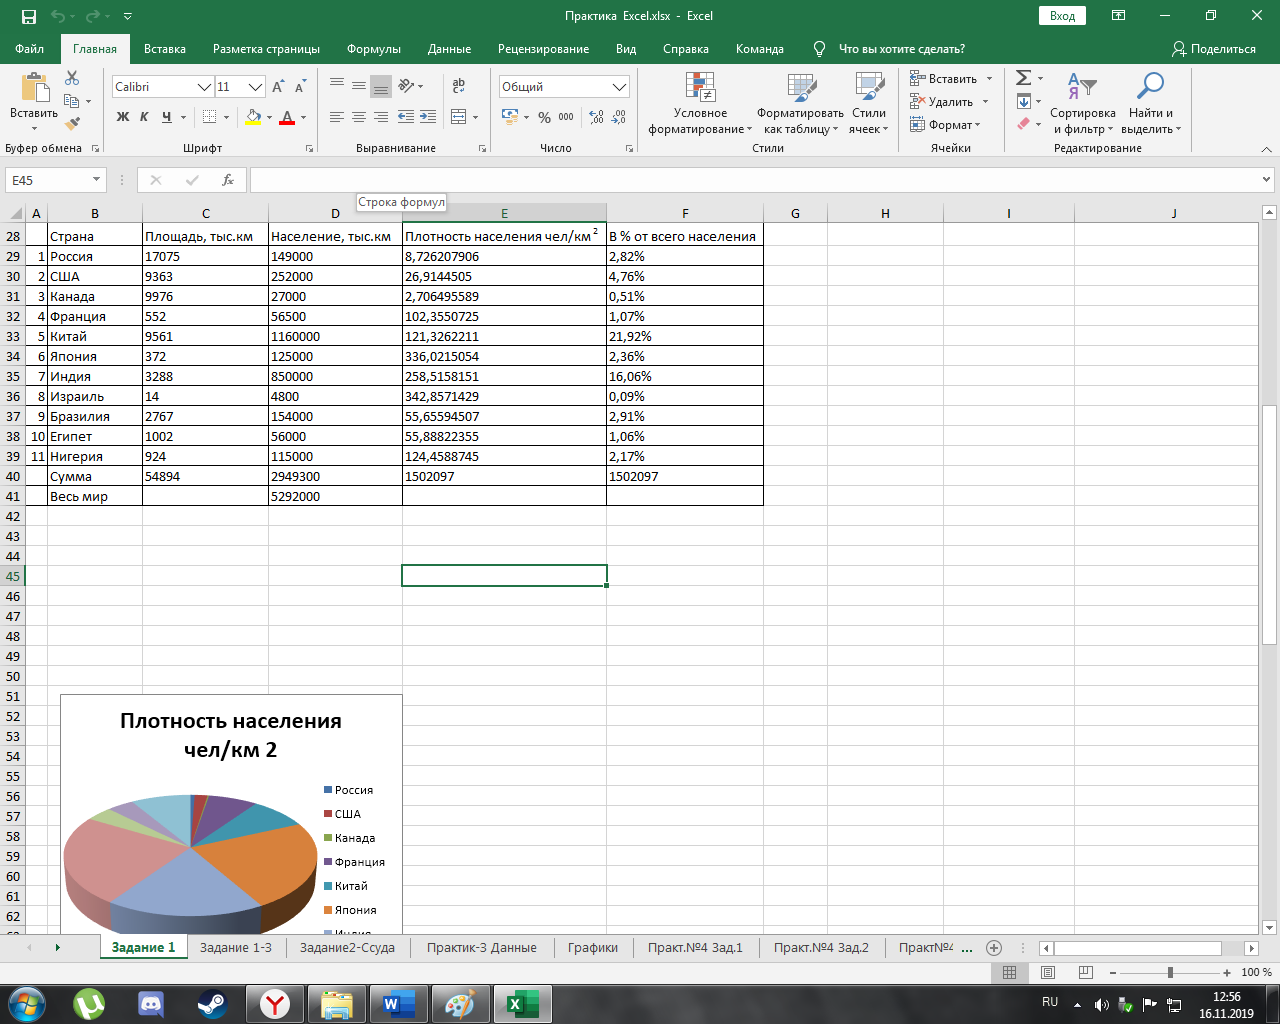 Практика Excel.xlsx - Excel
Вход
Файл Главная Вставка Разметка страницы Формулы Данные Рецензирование Вид Справка Команда Что вы хотите сделать? Поделиться
Вставить
Буфер обмена
Calibri 11
Ж К Ч
Шрифт
Выравнивание
Общий
% 000
Число
Условное форматирование
Форматировать как таблицу
Стили ячеек
Стили
Вставить
Удалить
Формат
Ячейки
Сортировка и фильтр
Найти и выделить
Редактирование
E45
fx
Строка формул
A B C D E F G H I J
28 Страна Площадь, тыс.км Население, тыс.км Плотность населения чел/км 2 В % от всего населения
29 1 Россия 17075 149000 8,726207906 2,82%
30 2 США 9363 252000 26,9144505 4,76%
31 3 Канада 9976 27000 2,706495589 0,51%
32 4 Франция 552 56500 102,3550725 1,07%
33 5 Китай 9561 1160000 121,3262211 21,92%
34 6 Япония 372 125000 336,0215054 2,36%
35 7 Индия 3288 850000 258,5158151 16,06%
36 8 Израиль 14 4800 342,8571429 0,09%
37 9 Бразилия 2767 154000 55,65594507 2,91%
38 10 Египет 1002 56000 55,88822355 1,06%
39 11 Нигерия 924 115000 124,4588745 2,17%
40 Сумма 54894 2949300 1502097 1502097
41 Весь мир 5292000
42
43
44
45
46
47
48
49
50
51
52
53
54
55
56
57
58
59
60
61
62
Плотность населения
чел/км 2
Россия
США
Канада
Франция
Китай
Япония
Индия
Задание 1 Задание 1-3 Задание2-Ссуда Практик-3 Данные Графики Практ.№4 Зад.1 Практ.№4 Зад.2 Практ№4 ...
100 %
RU
12:56
16.11.2019